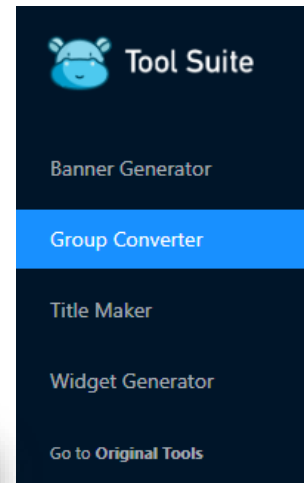 Tool Suite
Banner Generator
Group Converter
Title Maker
Widget Generator
Go to Original Tools